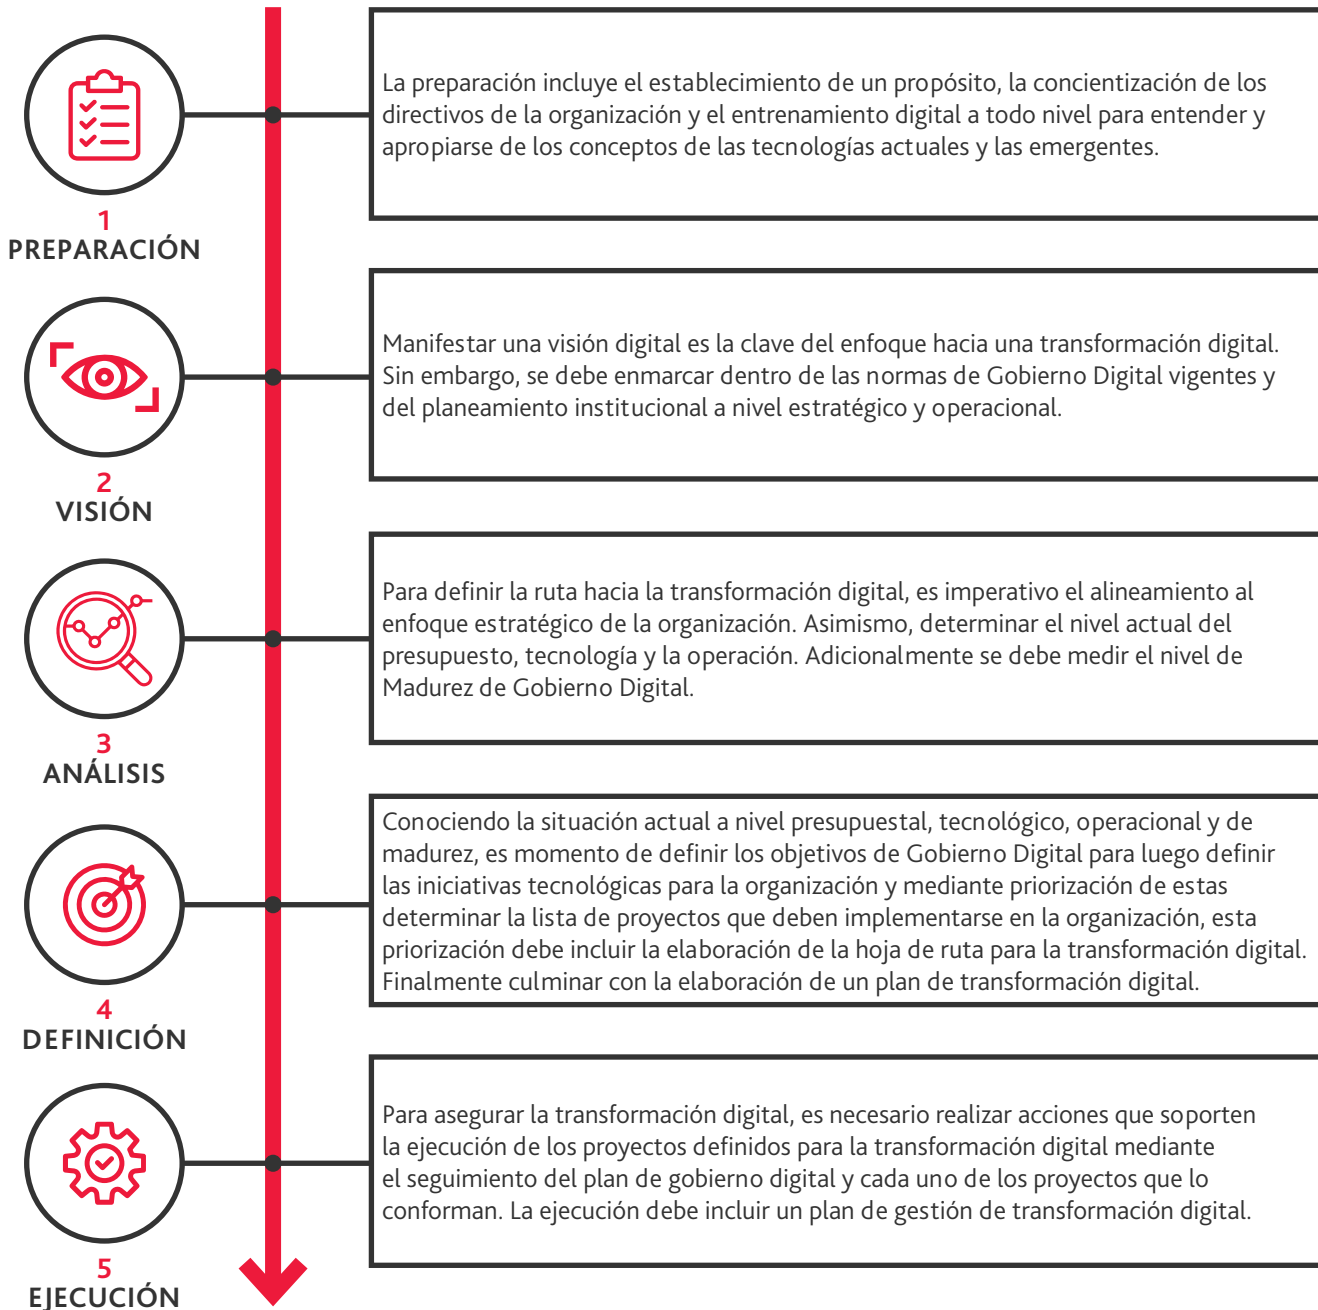 La preparación incluye el establecimiento de un propósito, la concientización de los
directivos de la organización y el entrenamiento digital a todo nivel para entender y
apropiarse de los conceptos de las tecnologías actuales y las emergentes.
1
PREPARACIÓN
Manifestar una visión digital es la clave del enfoque hacia una transformación digital.
Sin embargo, se debe enmarcar dentro de las normas de Gobierno Digital vigentes y
del planeamiento institucional a nivel estratégico y operacional.
2
VISIÓN
Para definir la ruta hacia la transformación digital, es imperativo el alineamiento al
enfoque estratégico de la organización. Asimismo, determinar el nivel actual del
presupuesto, tecnología y la operación. Adicionalmente se debe medir el nivel de
Madurez de Gobierno Digital.
3
ANÁLISIS
Conociendo la situación actual a nivel presupuestal, tecnológico, operacional y de
madurez, es momento de definir los objetivos de Gobierno Digital para luego definir
las iniciativas tecnológicas para la organización y mediante priorización de estas
determinar la lista de proyectos que deben implementarse en la organización, esta
priorización debe incluir la elaboración de la hoja de ruta para la transformación digital.
Finalmente culminar con la elaboración de un plan de transformación digital.
4
DEFINICIÓN
Para asegurar la transformación digital, es necesario realizar acciones que soporten
la ejecución de los proyectos definidos para la transformación digital mediante
el seguimiento del plan de gobierno digital y cada uno de los proyectos que lo
conforman. La ejecución debe incluir un plan de gestión de transformación digital.
5
EJECUCIÓN